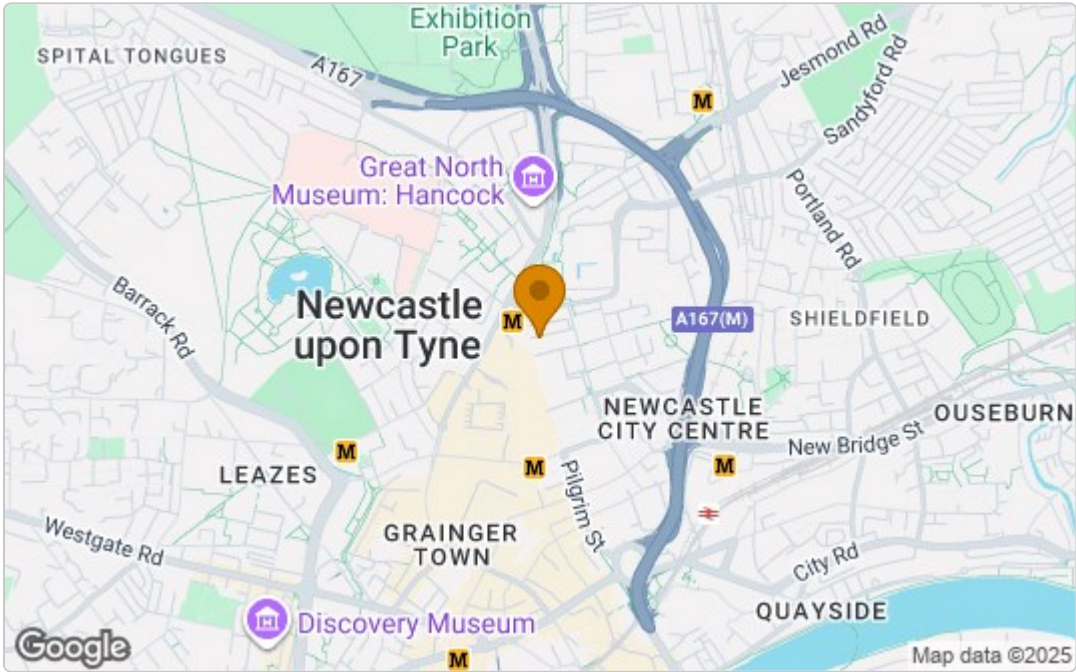 Exhibition
Park
SPITAL TONGUES
A167
Jesmond Rd
Sandyford Rd
M
Great North
Museum: Hancock
Portland Rd
Barrack Rd
Newcastle
upon Tyne
M
A167(M)
SHIELDFIELD
NEWCASTLE
CITY CENTRE
OUSEBURN
New Bridge St
M
LEAZES
M
M
Pilgrim St
Westgate Rd
GRAINGER
TOWN
City Rd
QUAYSIDE
Discovery Museum
M
Google
Map data ©2025